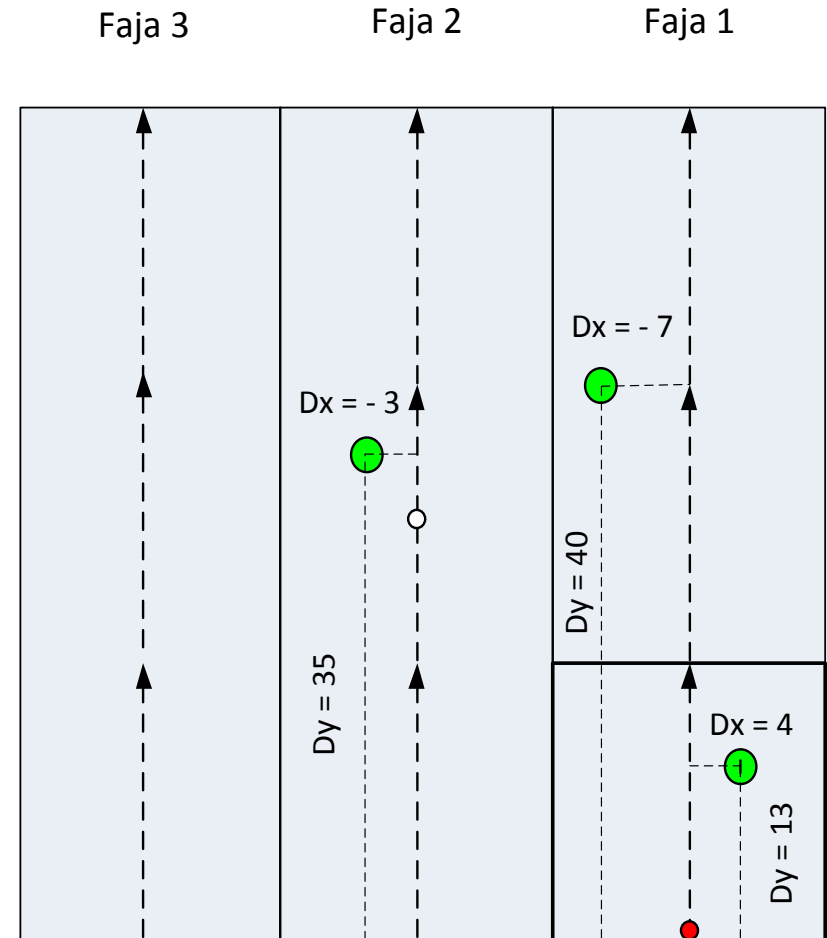 Faja 3
Faja 2
Faja 1
Dx = - 7
Dx = - 3
Dy = 40
Dy = 35
Dx = 4
Dy = 13